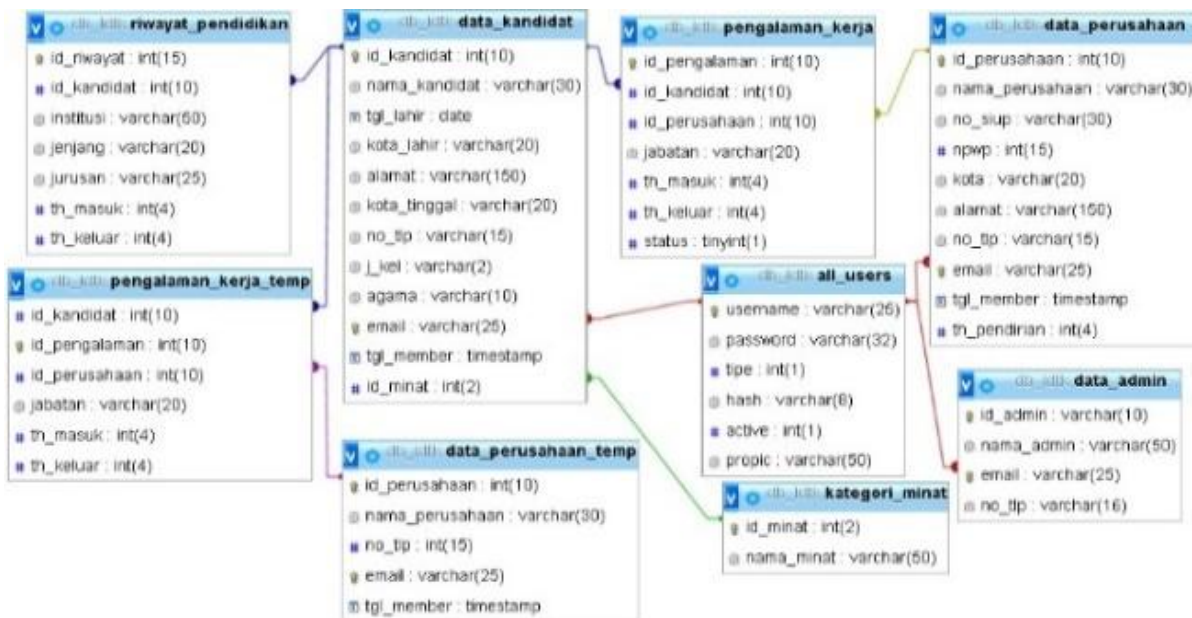 riwayat_pendidikan
id_riwayat : int(15)
id_kandidat : int(10)
institusi : varchar(60)
jenjang : varchar(20)
jurusan : varchar(25)
th_masuk : int(4)
th_keluar : int(4)
data_kandidat
id_kandidat : int(10)
nama_kandidat : varchar(30)
tgl_lahir : date
kota_lahir : varchar(20)
alamat : varchar(150)
kota_tinggal : varchar(20)
no_tlp : varchar(15)
j_kel : varchar(2)
agama : varchar(10)
email : varchar(25)
tgl_member : timestamp
id_minat : int(2)
pengalaman_kerja
id_pengalaman : int(10)
id_kandidat : int(10)
id_perusahaan : int(10)
jabatan : varchar(20)
th_masuk : int(4)
th_keluar : int(4)
status : tinyint(1)
data_perusahaan
id_perusahaan : int(10)
nama_perusahaan : varchar(30)
no_siup : varchar(30)
npwp : int(15)
kota : varchar(20)
alamat : varchar(150)
no_tlp : varchar(15)
email : varchar(25)
tgl_member : timestamp
th_pendirian : int(4)
pengalaman_kerja_temp
id_kandidat : int(10)
id_pengalaman : int(10)
id_perusahaan : int(10)
jabatan : varchar(20)
th_masuk : int(4)
th_keluar : int(4)
all_users
username : varchar(25)
password : varchar(32)
tipe : int(1)
hash : varchar(8)
active : int(1)
propic : varchar(50)
data_admin
id_admin : varchar(10)
nama_admin : varchar(50)
email : varchar(25)
no_tlp : varchar(16)
data_perusahaan_temp
id_perusahaan : int(10)
nama_perusahaan : varchar(30)
no_tlp : int(15)
email : varchar(25)
tgl_member : timestamp
kategori_minat
id_minat : int(2)
nama_minat : varchar(50)